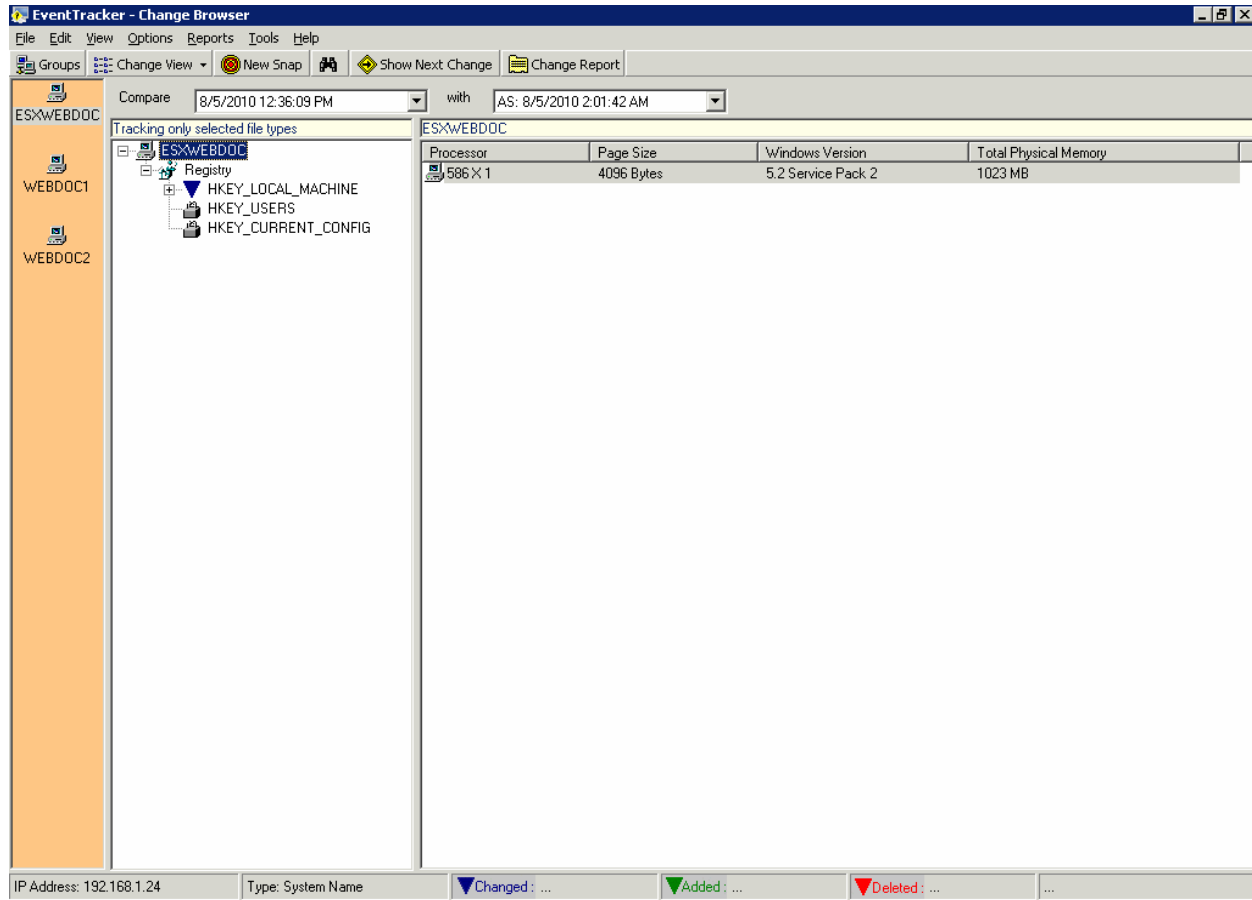 EventTracker - Change Browser
File Edit View Options Reports Tools Help
Groups Change View New Snap Show Next Change Change Report
ESXWEBDOC
WEBDOC1
WEBDOC2
Compare 8/5/2010 12:36:09 PM with AS: 8/5/2010 2:01:42 AM
Tracking only selected file types
ESXWEBDOC
Registry
HKEY_LOCAL_MACHINE
HKEY_USERS
HKEY_CURRENT_CONFIG
ESXWEBDOC
Processor Page Size Windows Version Total Physical Memory
586 X 1 4096 Bytes 5.2 Service Pack 2 1023 MB
IP Address: 192.168.1.24 Type: System Name Changed : ... Added : ... Deleted : ... ...